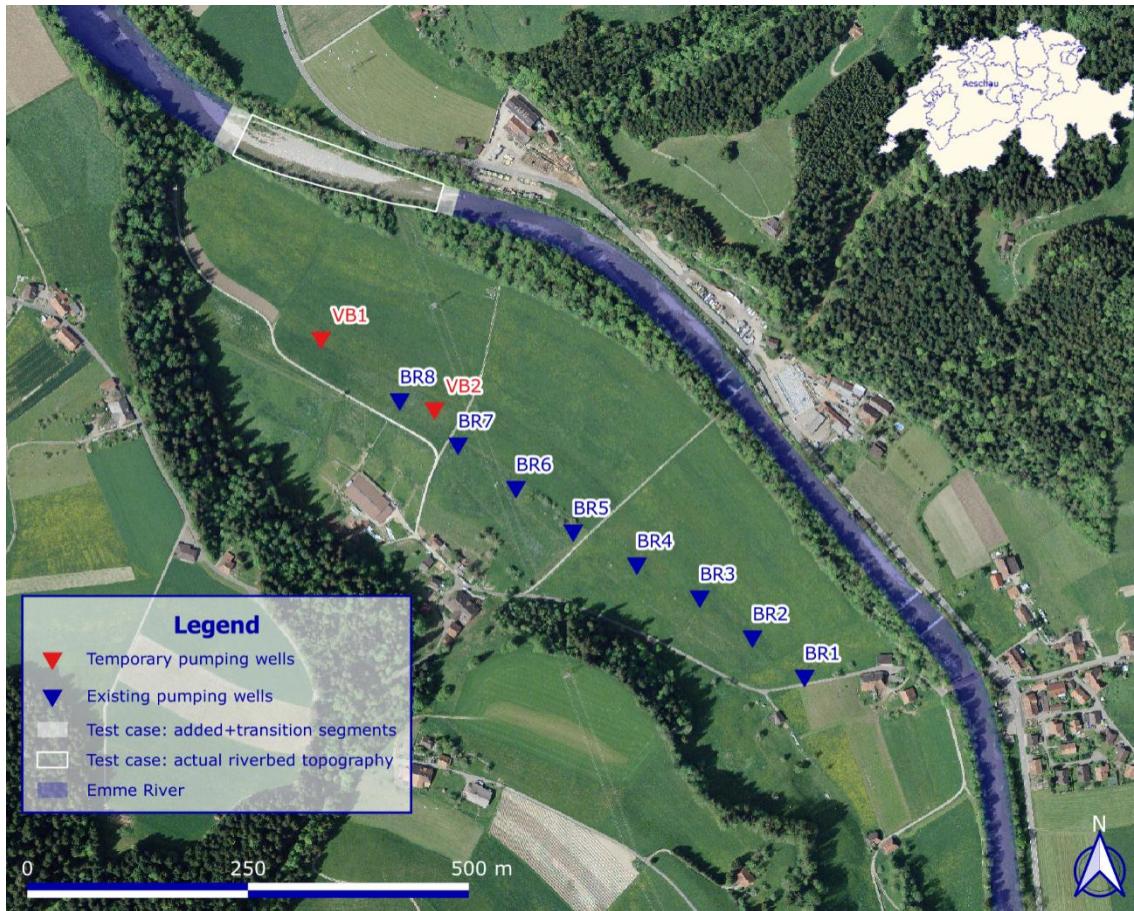 Aeschau
VB1
BR8
VB2
BR7
BR6
BR5
BR4
BR3
BR2
BR1
Legend
Temporary pumping wells
Existing pumping wells
Test case: added+transition segments
Test case: actual riverbed topography
Emme River
0
250
500 m
N